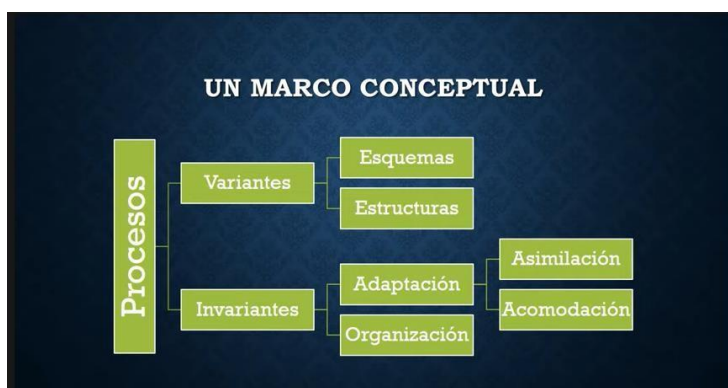 UN MARCO CONCEPTUAL
Procesos
Variantes
Esquemas
Estructuras
Invariantes
Adaptación
Asimilación
Acomodación
Organización